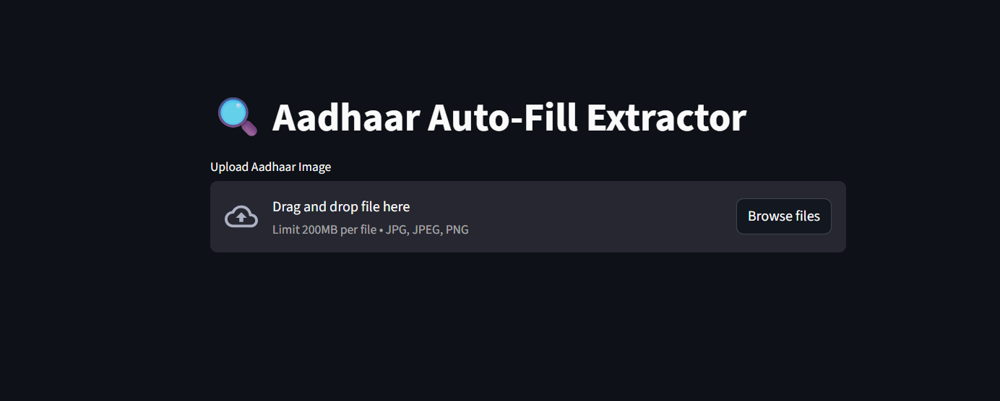 Aadhaar Auto-Fill Extractor
Upload Aadhaar Image
Drag and drop file here
Limit 200MB per file • JPG, JPEG, PNG
Browse files